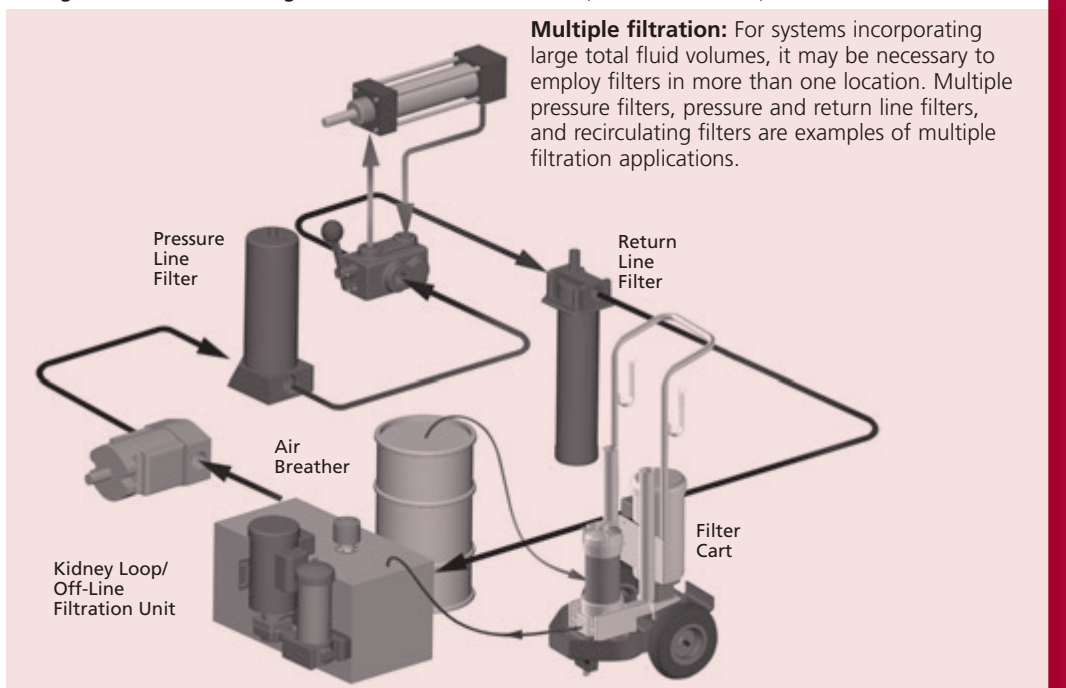 Multiple filtration: For systems incorporating
large total fluid volumes, it may be necessary to
employ filters in more than one location. Multiple
pressure filters, pressure and return line filters,
and recirculating filters are examples of multiple
filtration applications.
Pressure
Line
Filter
Return
Line
Filter
Air
Breather
Filter
Cart
Kidney Loop/
Off-Line
Filtration Unit